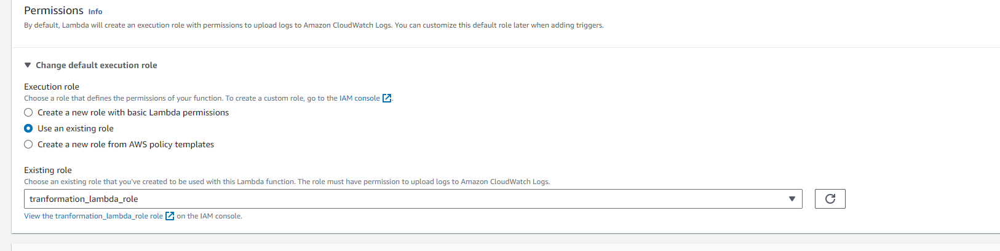 Permissions Info
By default, Lambda will create an execution role with permissions to upload logs to Amazon CloudWatch Logs. You can customize this default role later when adding triggers.
Change default execution role
Execution role
Choose a role that defines the permissions of your function. To create a custom role, go to the IAM console.
Create a new role with basic Lambda permissions
Use an existing role
Create a new role from AWS policy templates
Existing role
Choose an existing role that you've created to be used with this Lambda function. The role must have permission to upload logs to Amazon CloudWatch Logs.
tranformation_lambda_role
View the tranformation_lambda_role role on the IAM console.